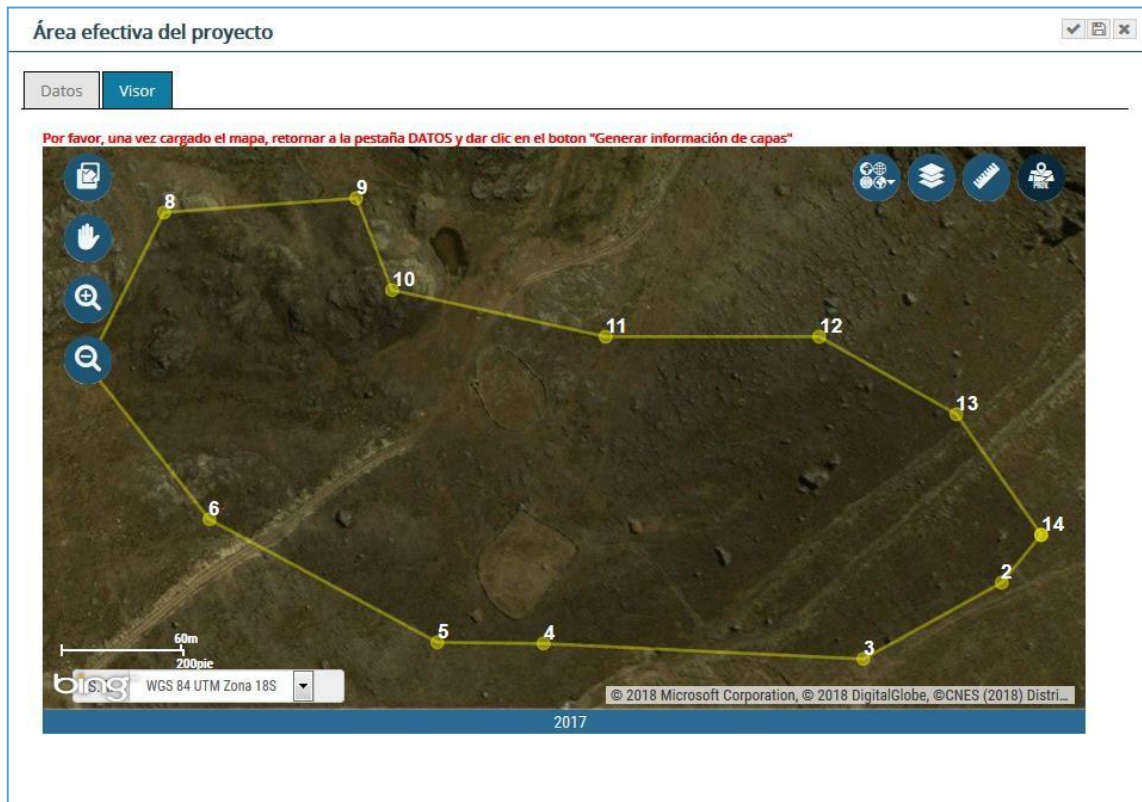 Área efectiva del proyecto
Datos
Visor
Por favor, una vez cargado el mapa, retornar a la pestaña DATOS y dar clic en el boton "Generar información de capas"
PROV.
8
9
10
11
12
13
14
2
3
4
5
6
60m
200pie
bing
WGS 84 UTM Zona 18S
© 2018 Microsoft Corporation, © 2018 DigitalGlobe, ©CNES (2018) Distri...
2017